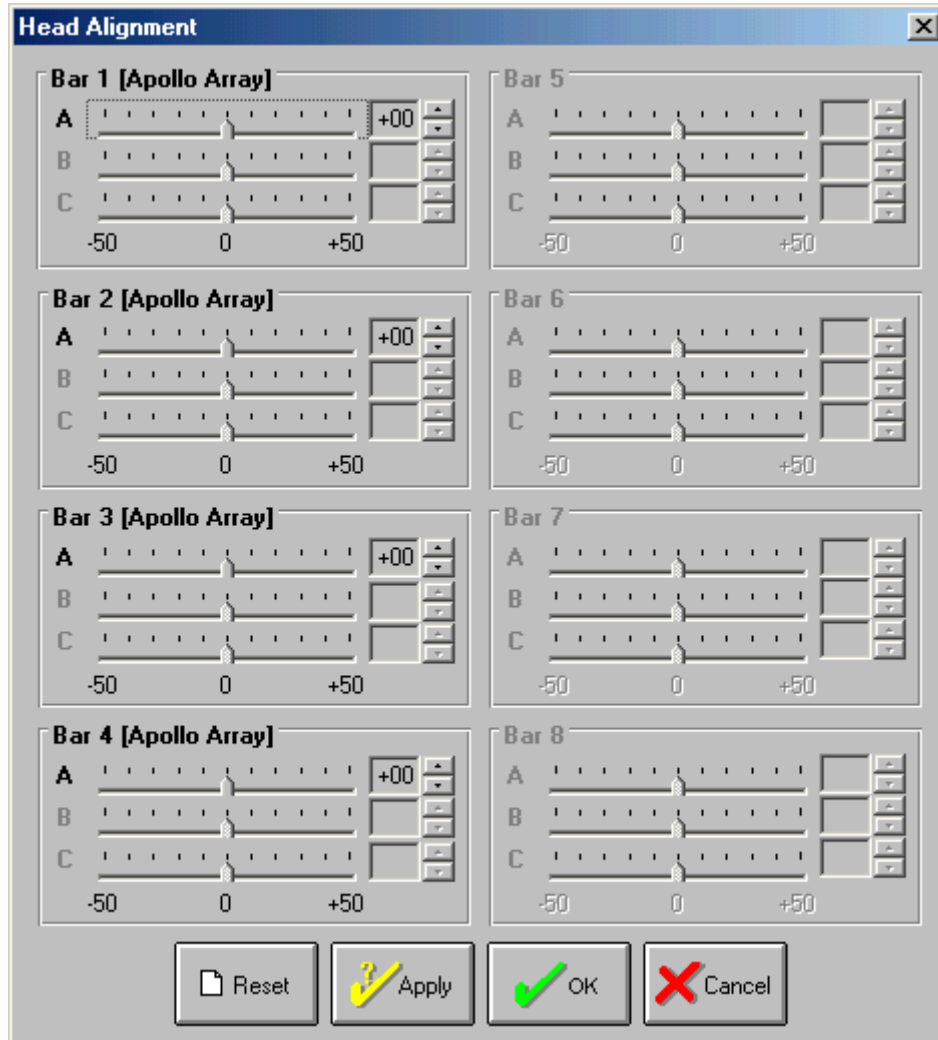 Head Alignment
Bar 1 [Apollo Array]
A +00
B
C
-50 0 +50
Bar 2 [Apollo Array]
A +00
B
C
-50 0 +50
Bar 3 [Apollo Array]
A +00
B
C
-50 0 +50
Bar 4 [Apollo Array]
A +00
B
C
-50 0 +50
Bar 5
A
B
C
-50 0 +50
Bar 6
A
B
C
-50 0 +50
Bar 7
A
B
C
-50 0 +50
Bar 8
A
B
C
-50 0 +50
Reset Apply OK Cancel